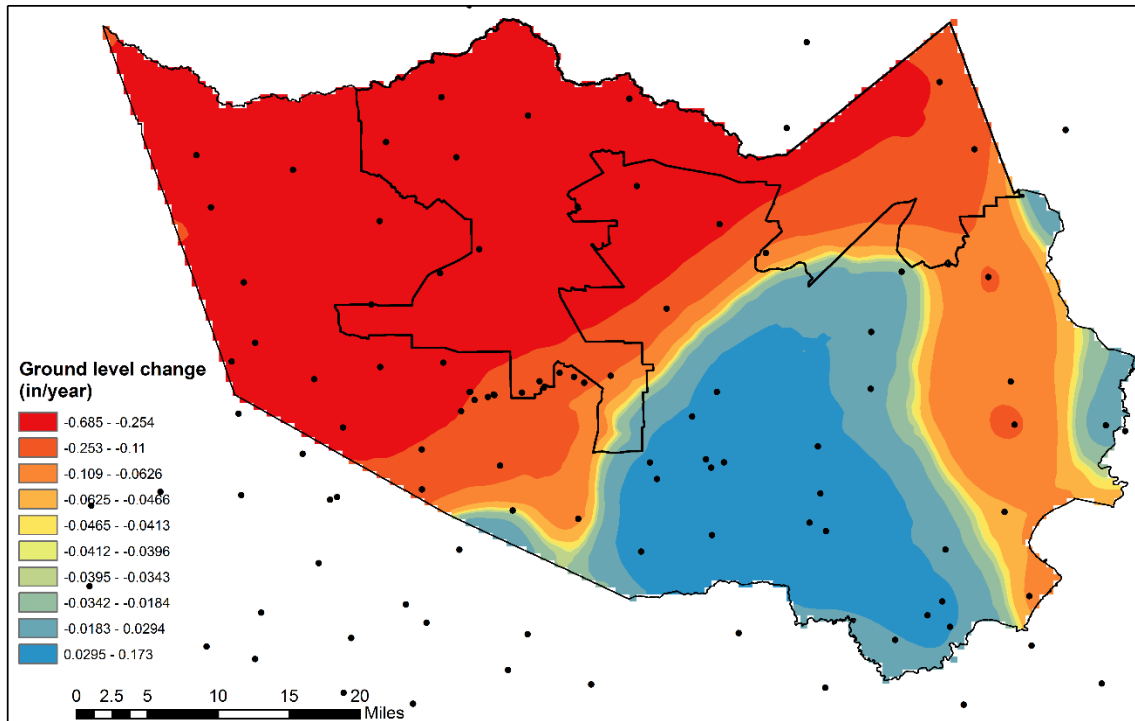 Ground level change
(in/year)
-0.685 - -0.254
-0.253 - -0.11
-0.109 - -0.0626
-0.0625 - -0.0466
-0.0465 - -0.0413
-0.0412 - -0.0396
-0.0395 - -0.0343
-0.0342 - -0.0184
-0.0183 - 0.0294
0.0295 - 0.173
0 2.5 5 10 15 20
Miles